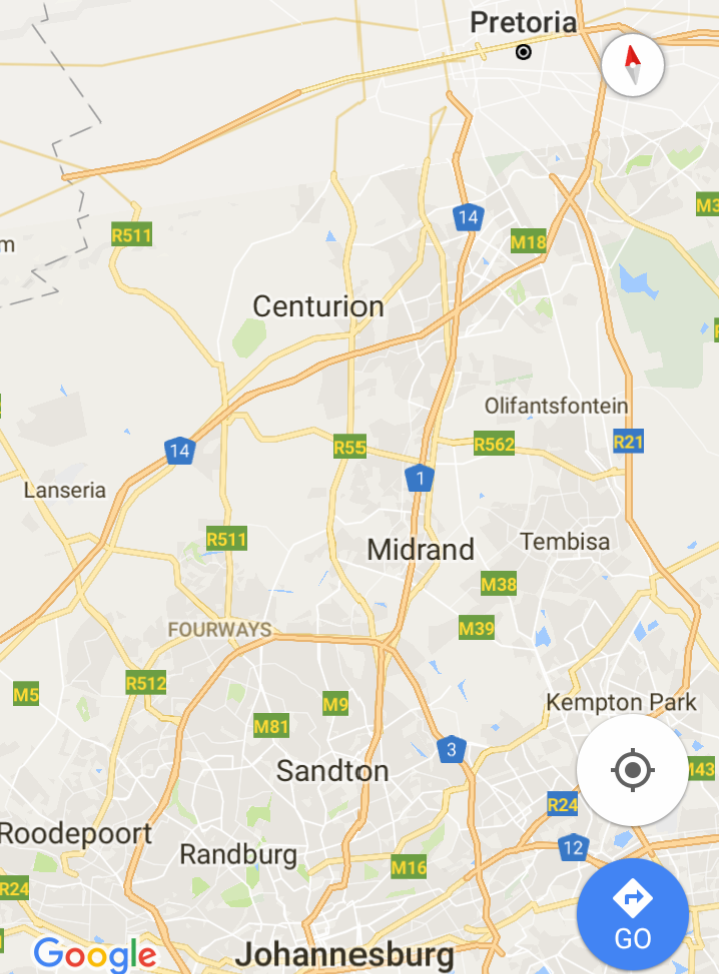 Pretoria
M3
R511
14
M18
m
Centurion
Olifantsfontein
R21
R55
R562
14
1
Lanseria
R511
Midrand
Tembisa
M38
FOURWAYS
M39
R512
M5
Kempton Park
M9
M81
3
Sandton
M43
R24
Roodepoort
Randburg
12
M16
R24
GO
Google
Johannesburg